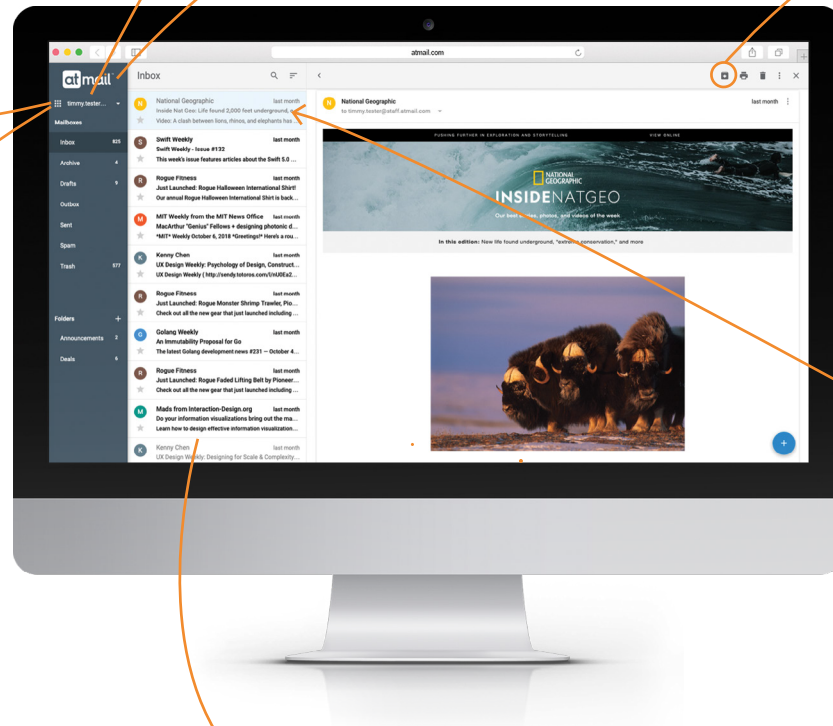 atmail.com
atmail
timmy.tester...
Mailboxes
Inbox 825
Archive 4
Drafts 9
Outbox
Sent
Spam
Trash 577
Folders +
Announcements 2
Deals 6
Inbox
N National Geographic last month
Inside Nat Geo: Life found 2,000 feet underground,
Video: A clash between lions, rhinos, and elephants has
S Swift Weekly last month
Swift Weekly - Issue #132
This week's issue features articles about the Swift 5.0 ...
R Rogue Fitness last month
Just Launched: Rogue Halloween International Shirt!
Our annual Rogue Halloween International Shirt is back...
M MIT Weekly from the MIT News Office last month
MacArthur "Genius" Fellows + designing photonic d...
*MIT* Weekly October 6, 2018 *Greetings!* Here's a rou...
K Kenny Chen last month
UX Design Weekly: Psychology of Design, Construct...
UX Design Weekly ( http://sendy.totoros.com/l/nU0Ea2...
R Rogue Fitness last month
Just Launched: Rogue Monster Shrimp Trawler, Pio...
Check out all the new gear that just launched including ...
G Golang Weekly last month
An Immutability Proposal for Go
The latest Golang development news #231 — October 4...
R Rogue Fitness last month
Just Launched: Rogue Faded Lifting Belt by Pioneer...
Check out all the new gear that just launched including ...
M Mads from Interaction-Design.org last month
Do your information visualizations bring out the ma...
Learn how to design effective information visualization...
K Kenny Chen last month
UX Design Weekly: Designing for Scale & Complexity...
N National Geographic last month
to timmy.tester@staff.atmail.com
PUSHING FURTHER IN EXPLORATION AND STORYTELLING VIEW ONLINE
NATIONAL
GEOGRAPHIC
INSIDENATGEO
Our best stories, photos, and videos of the week
In this edition: New life found underground, "extreme conservation," and more